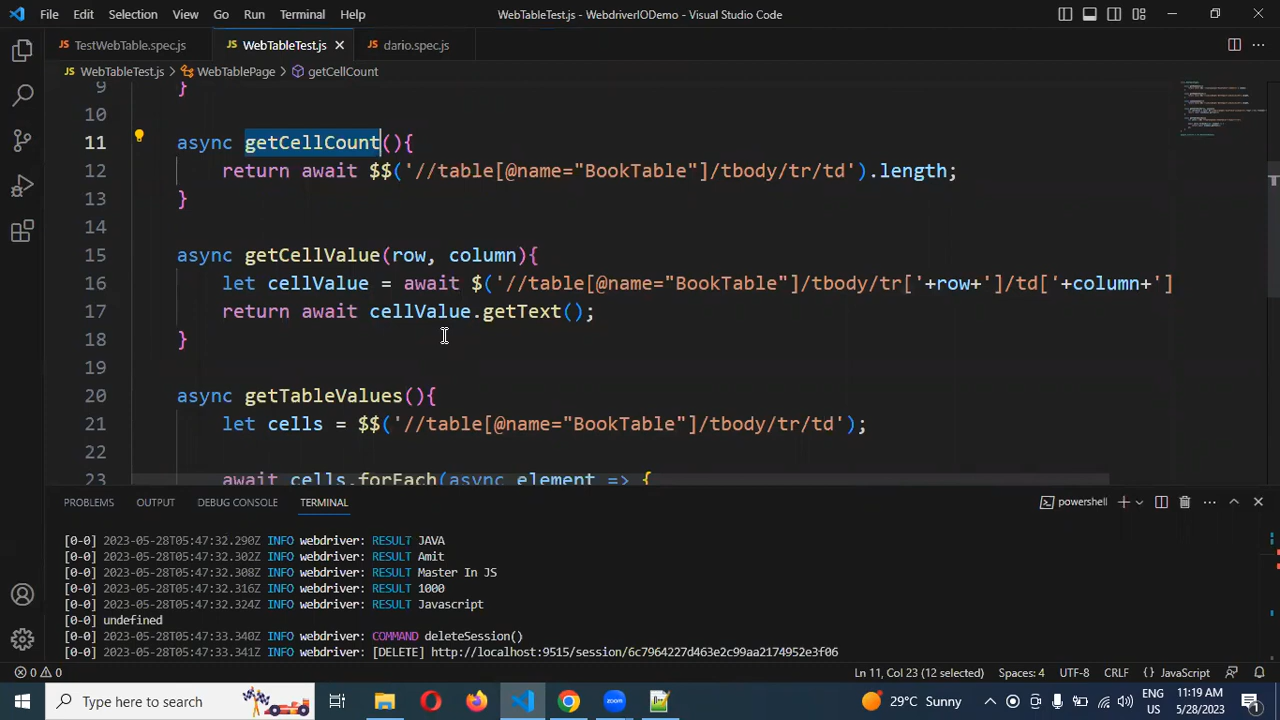 File Edit Selection View Go Run Terminal Help WebTableTest.js - WebdriverIODemo - Visual Studio Code
JS TestWebTable.spec.js JS WebTableTest.js JS dario.spec.js
JS WebTableTest.js > WebTablePage > getCellCount
9 }
10
11 async getCellCount(){
12 return await $$('//table[@name="BookTable"]/tbody/tr/td').length;
13 }
14
15 async getCellValue(row, column){
16 let cellValue = await $('//table[@name="BookTable"]/tbody/tr['+row+']/td['+column+']
17 return await cellValue.getText();
18 }
19
20 async getTableValues(){
21 let cells = $$('//table[@name="BookTable"]/tbody/tr/td');
22
23 await cells.forEach(async element => {
PROBLEMS OUTPUT DEBUG CONSOLE TERMINAL powershell
[0-0] 2023-05-28T05:47:32.290Z INFO webdriver: RESULT JAVA
[0-0] 2023-05-28T05:47:32.302Z INFO webdriver: RESULT Amit
[0-0] 2023-05-28T05:47:32.308Z INFO webdriver: RESULT Master In JS
[0-0] 2023-05-28T05:47:32.316Z INFO webdriver: RESULT 1000
[0-0] 2023-05-28T05:47:32.324Z INFO webdriver: RESULT Javascript
[0-0] undefined
[0-0] 2023-05-28T05:47:33.340Z INFO webdriver: COMMAND deleteSession()
[0-0] 2023-05-28T05:47:33.341Z INFO webdriver: [DELETE] http://localhost:9515/session/6c7964227d463e2c99aa2174952e3f06
0 0 Ln 11, Col 23 (12 selected) Spaces: 4 UTF-8 CRLF JavaScript
Type here to search 29°C Sunny ENG US 11:19 AM 5/28/2023 1